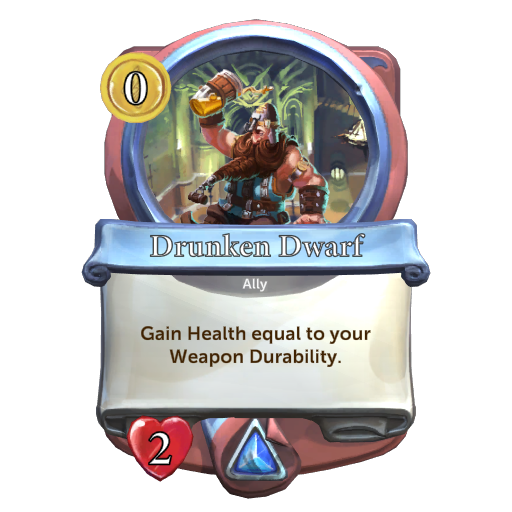 0
Drunken Dwarf
Ally
Gain Health equal to your
Weapon Durability.
2